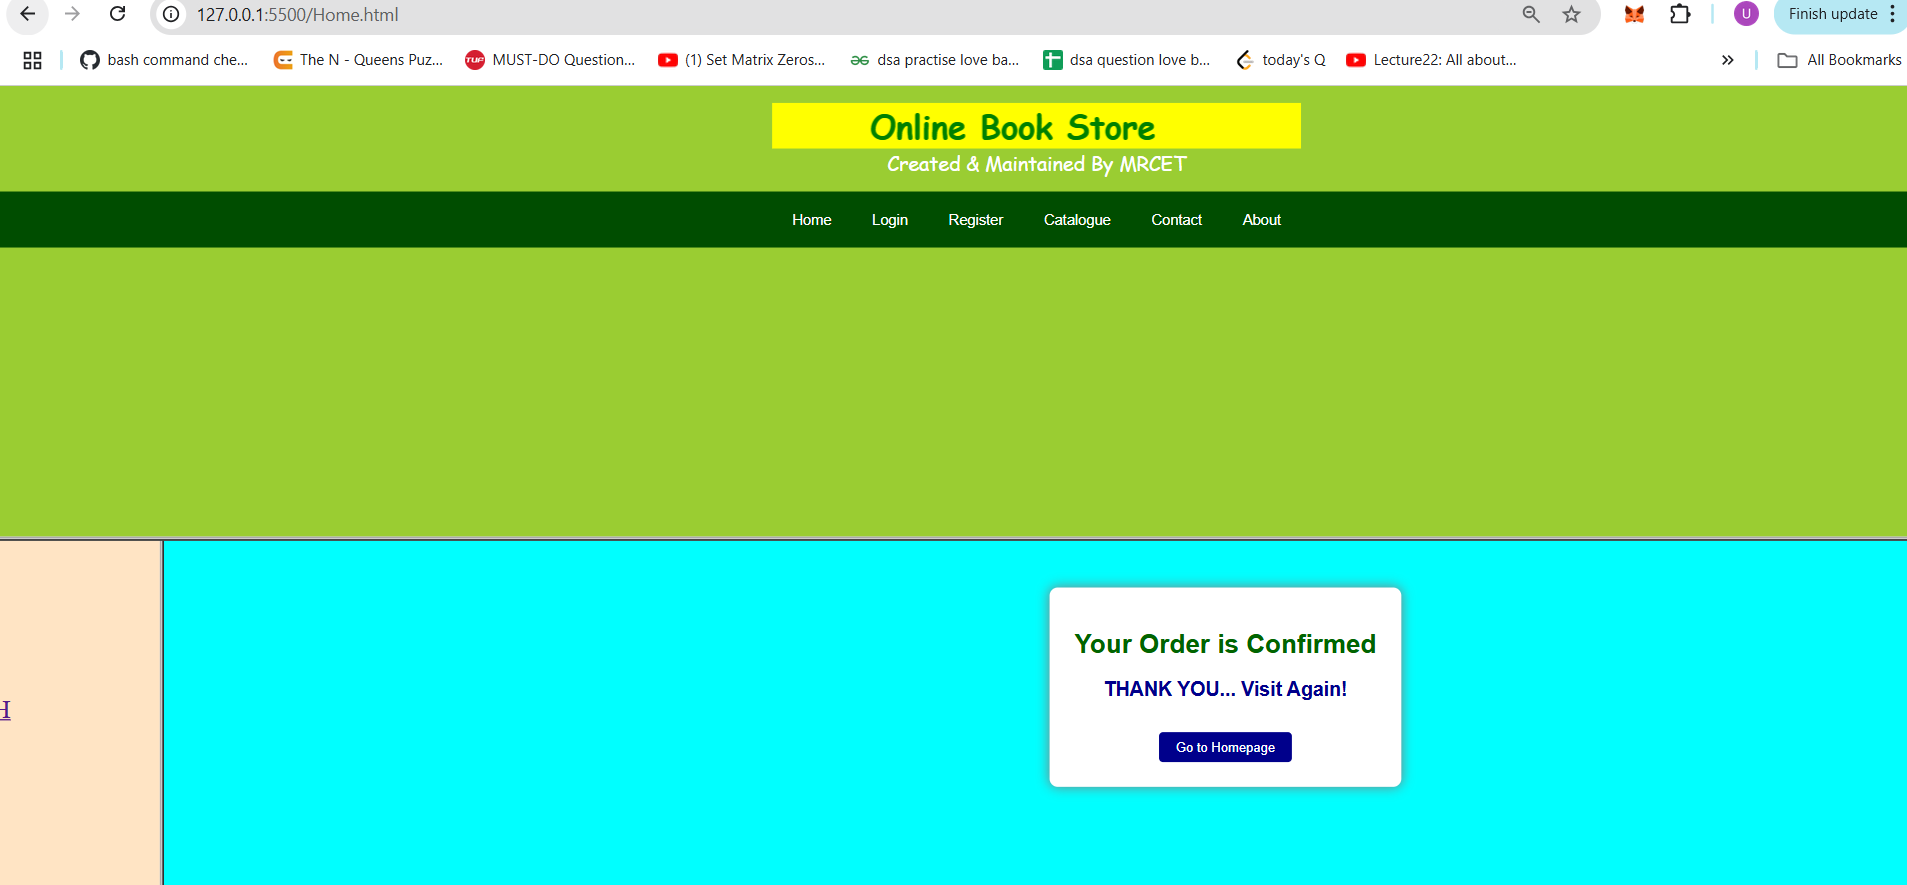 127.0.0.1:5500/Home.html
U
Finish update
bash command che...
The N - Queens Puz...
TUF
MUST-DO Question...
(1) Set Matrix Zeros...
dsa practise love ba...
dsa question love b...
today's Q
Lecture22: All about...
All Bookmarks
Online Book Store
Created & Maintained By MRCET
Home Login Register Catalogue Contact About
H
Your Order is Confirmed
THANK YOU... Visit Again!
Go to Homepage